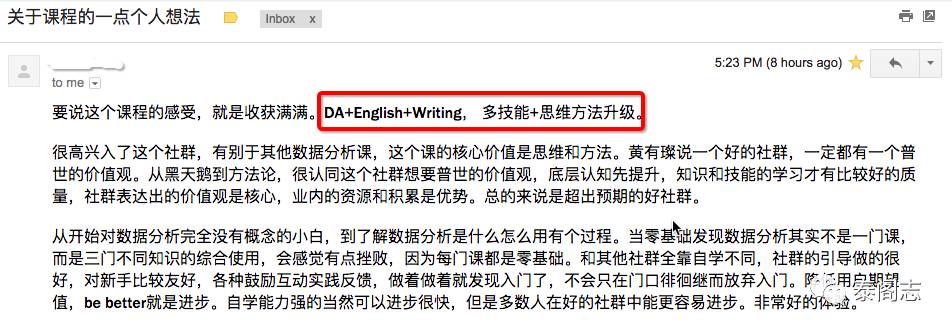 关于课程的一点个人想法
Inbox x
5:23 PM (8 hours ago)
to me
要说这个课程的感受，就是收获满满。DA+English+Writing， 多技能+思维方法升级。
很高兴入了这个社群，有别于其他数据分析课，这个课的核心价值是思维和方法。黄有璨说一个好的社群，一定都有一个普
世的价值观。从黑天鹅到方法论，很认同这个社群想要普世的价值观，底层认知先提升，知识和技能的学习才有比较好的质
量，社群表达出的价值观是核心，业内的资源和积累是优势。总的来说是超出预期的好社群。
从开始对数据分析完全没有概念的小白，到了解数据分析是什么怎么用有个过程。当零基础发现数据分析其实不是一门课，
而是三门不同知识的综合使用，会感觉有点挫败，因为每门课都是零基础。和其他社群全靠自学不同，社群的引导做的很
好，对新手比较友好，各种鼓励互动实践反馈，做着做着就发现入门了，不会只在门口徘徊继而放弃入门。降低用户期望
值，be better就是进步。自学能力强的当然可以进步很快，但是多数人在好的社群中能更容易进步。非常好的体验。
泰阁志